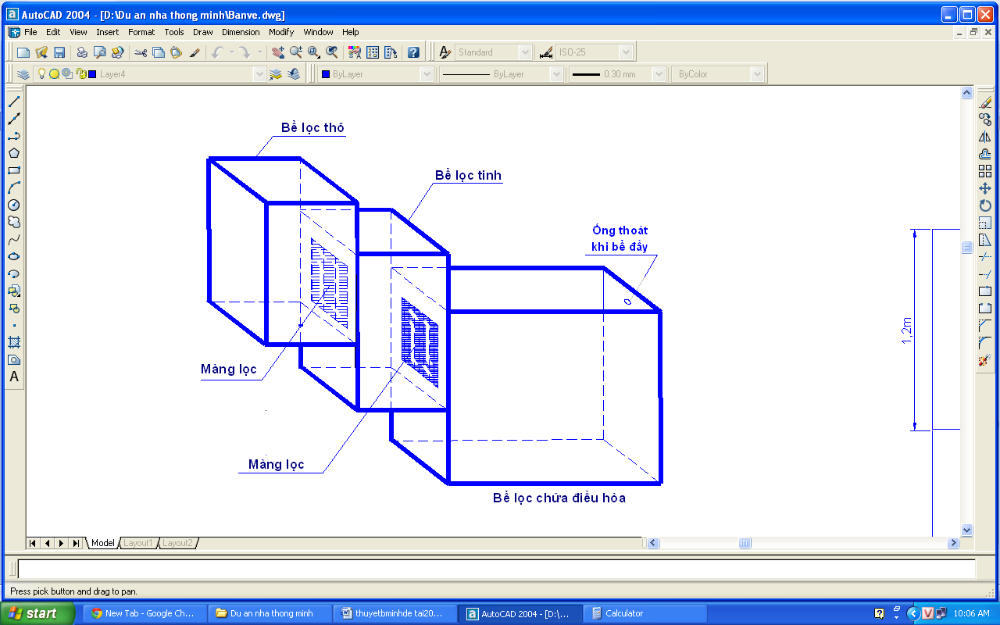 AutoCAD 2004 - [D:\Du an nha thong minh\Banve.dwg]
File Edit View Insert Format Tools Draw Dimension Modify Window Help
Standard ISO-25
Layer4 ByLayer ByLayer 0.30 mm ByColor
Bể lọc thô
Bể lọc tinh
Ống thoát
khi bể đầy
1,2m
Màng lọc
Màng lọc
Bể lọc chứa điều hòa
Model Layout1 Layout2
Press pick button and drag to pan.
start New Tab - Google Ch... Du an nha thong minh thuyetbminhde tai20... AutoCAD 2004 - [D:\... Calculator 10:06 AM